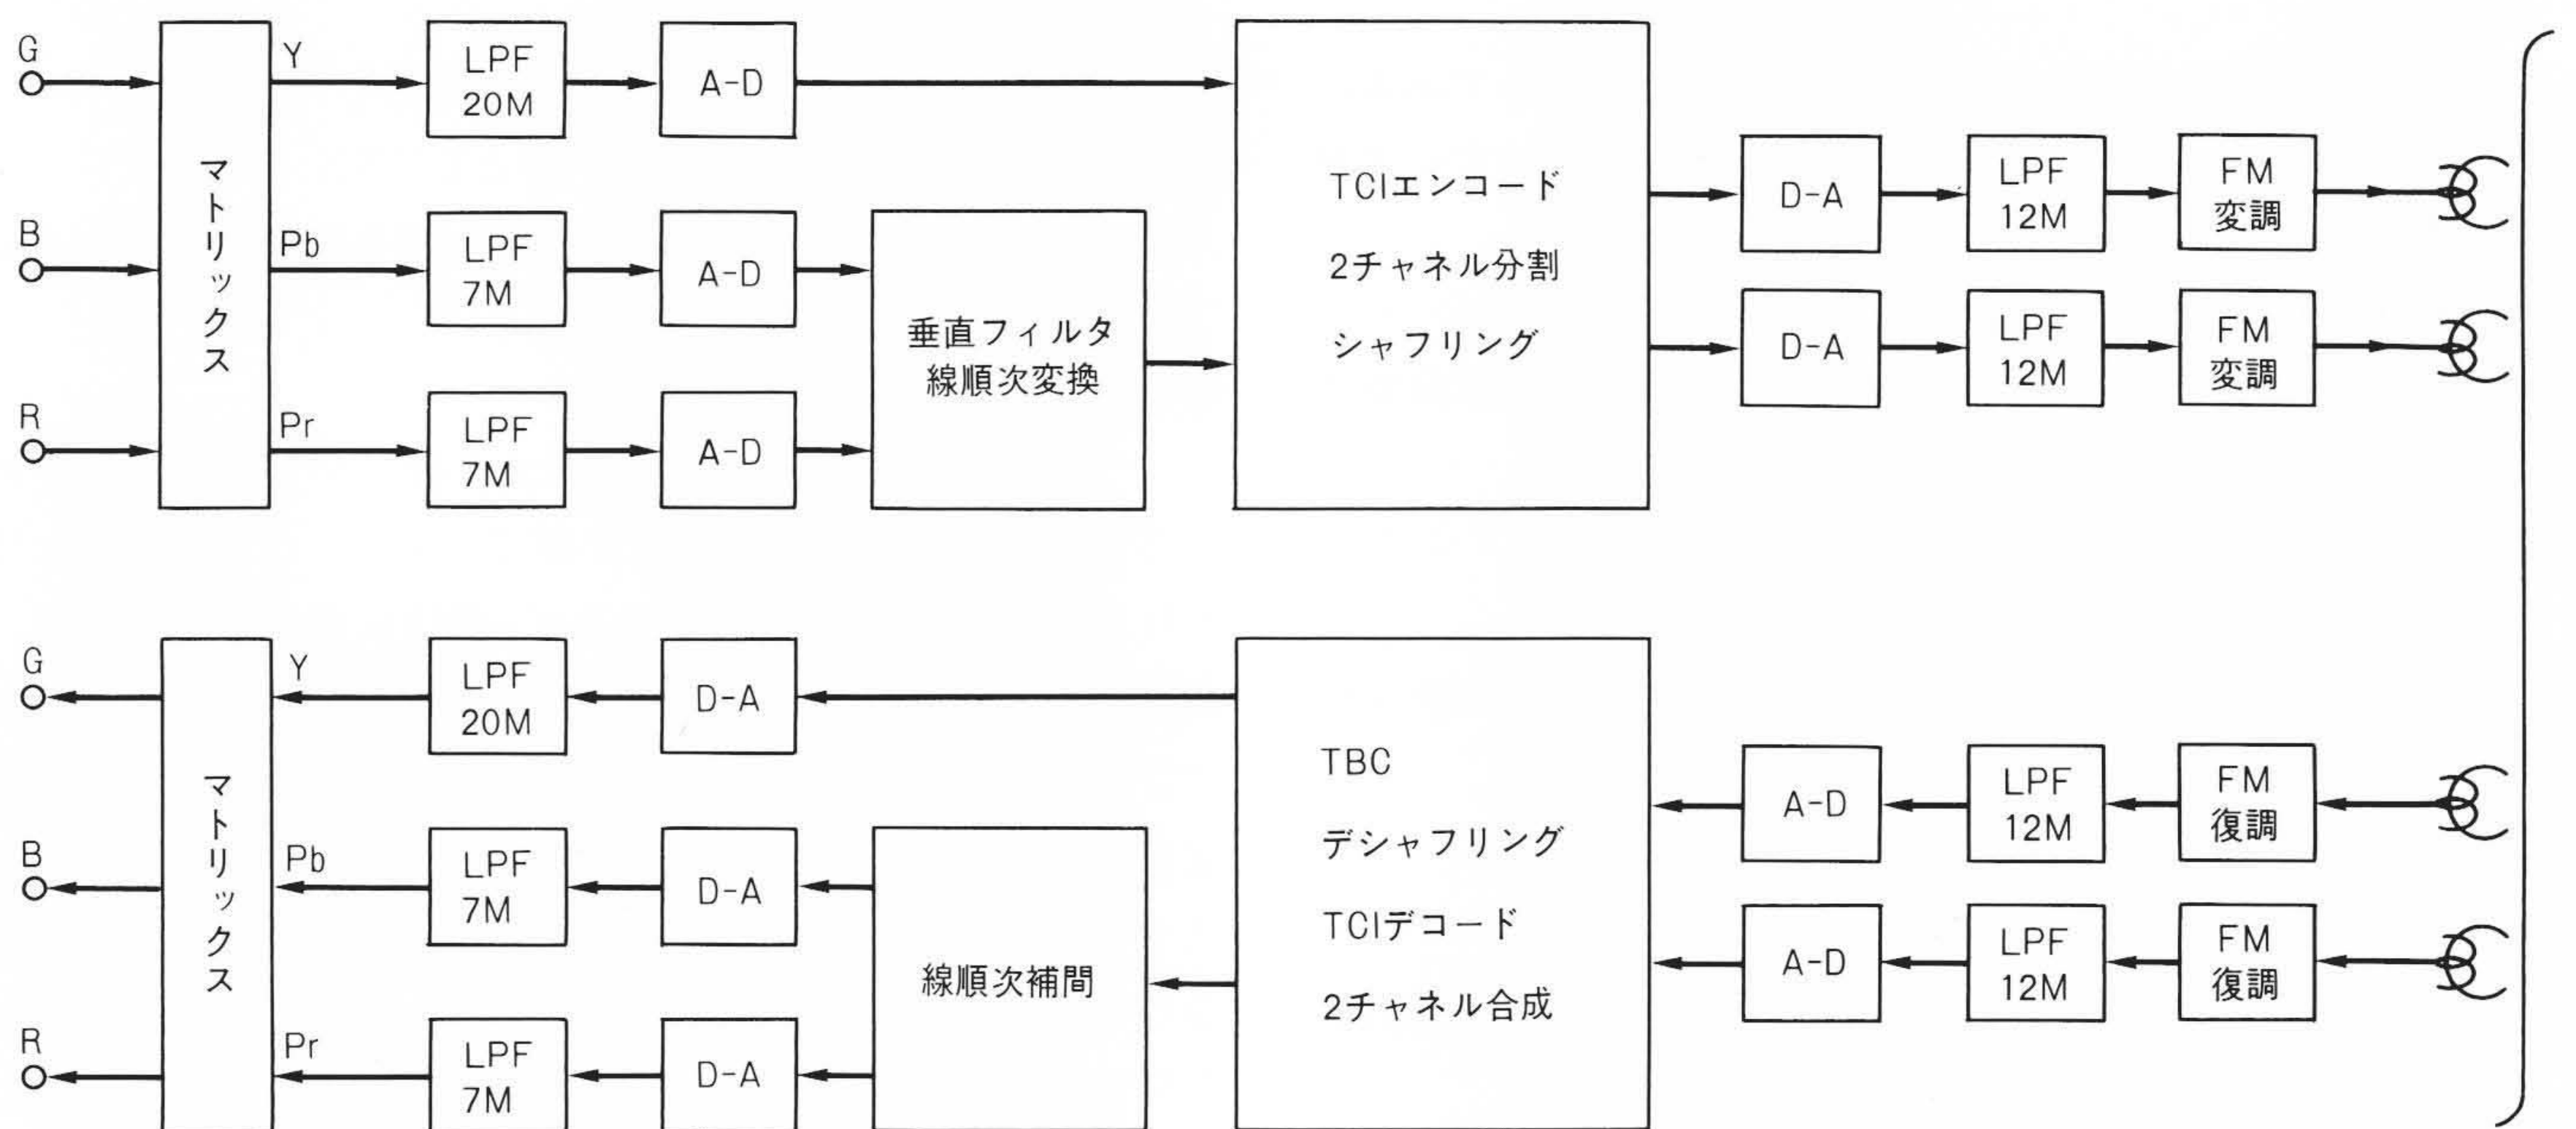 G
Y
LPF
20M
A-D
B
Pb
LPF
7M
A-D
R
Pr
LPF
7M
A-D
マトリックス
垂直フィルタ
線順次変換
TCIエンコード
2チャネル分割
シャフリング
D-A
LPF
12M
FM
変調
D-A
LPF
12M
FM
変調
G
Y
LPF
20M
D-A
B
Pb
LPF
7M
D-A
R
Pr
LPF
7M
D-A
マトリックス
線順次補間
TBC
デシャフリング
TCIデコード
2チャネル合成
A-D
LPF
12M
FM
復調
A-D
LPF
12M
FM
復調